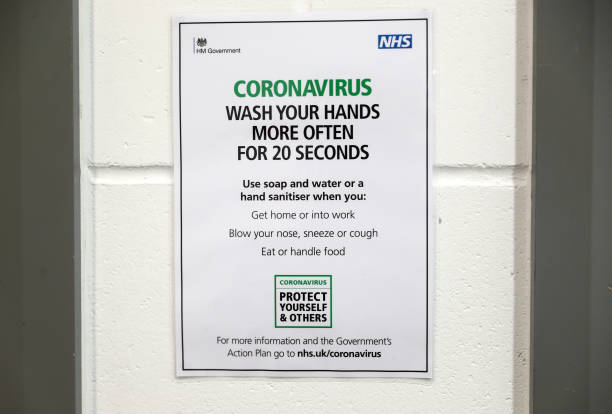 HM Government
NHS
CORONAVIRUS
WASH YOUR HANDS
MORE OFTEN
FOR 20 SECONDS
Use soap and water or a
hand sanitiser when you:
Get home or into work
Blow your nose, sneeze or cough
Eat or handle food
CORONAVIRUS
PROTECT
YOURSELF
& OTHERS
For more information and the Government's
Action Plan go to nhs.uk/coronavirus